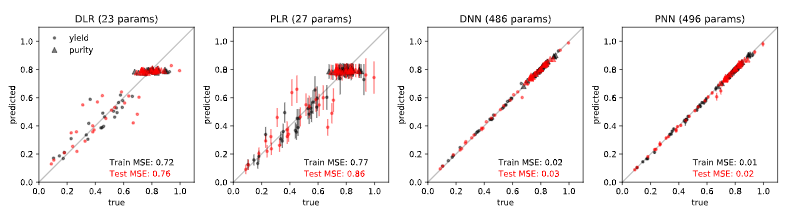 DLR (23 params)
yield
purity
predicted
1.0
0.8
0.6
0.4
0.2
0.0
Train MSE: 0.72
Test MSE: 0.76
0.0 0.2 0.4 0.6 0.8 1.0
true
PLR (27 params)
predicted
1.0
0.8
0.6
0.4
0.2
0.0
Train MSE: 0.77
Test MSE: 0.86
0.0 0.2 0.4 0.6 0.8 1.0
true
DNN (486 params)
predicted
1.0
0.8
0.6
0.4
0.2
0.0
Train MSE: 0.02
Test MSE: 0.03
0.0 0.2 0.4 0.6 0.8 1.0
true
PNN (496 params)
predicted
1.0
0.8
0.6
0.4
0.2
0.0
Train MSE: 0.01
Test MSE: 0.02
0.0 0.2 0.4 0.6 0.8 1.0
true